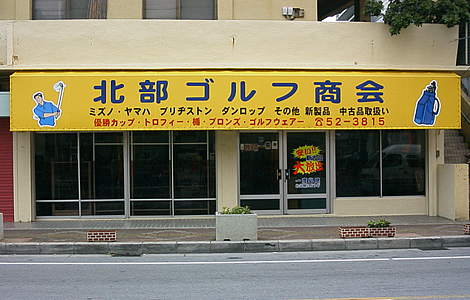 北部ゴルフ商会
ミズノ・ヤマハ ブリヂストン ダンロップ その他 新製品 中古品取扱い
優勝カップ・トロフィー・楯・ブロンズ・ゴルフウェアー ☎52-3815